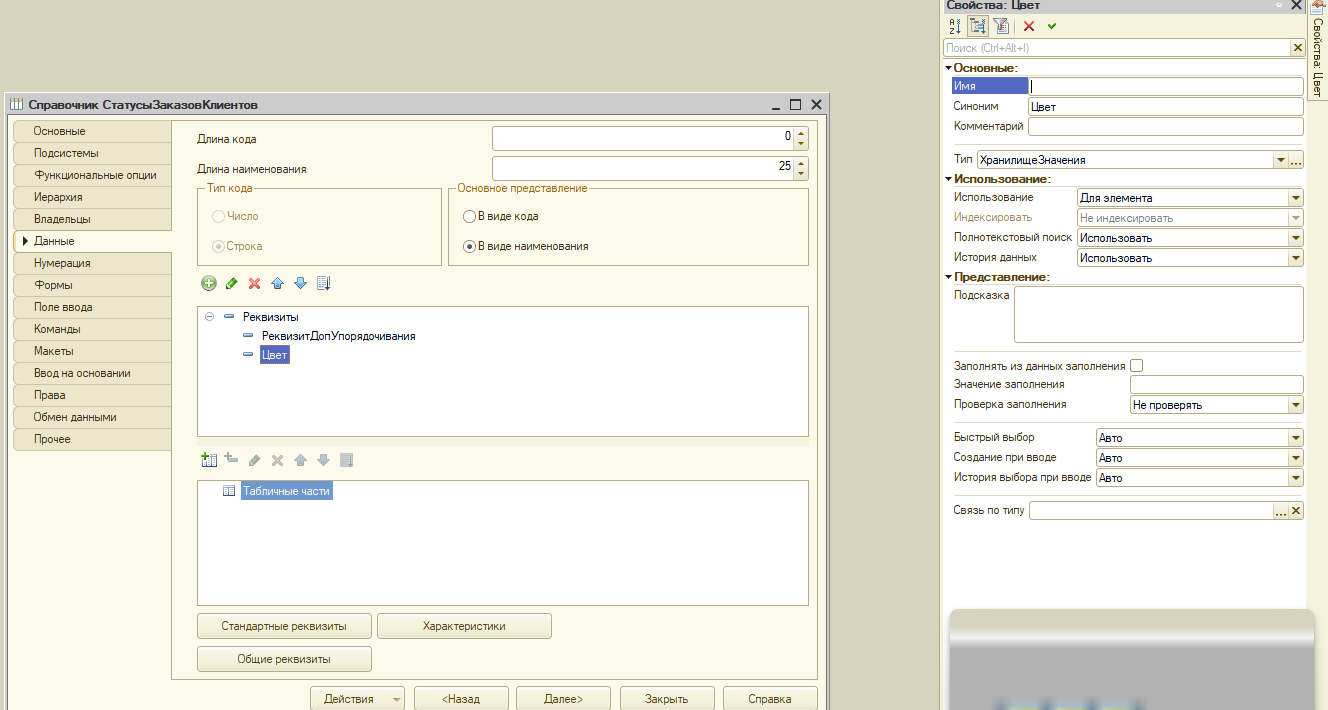 Справочник СтатусыЗаказовКлиентов
Основные
Подсистемы
Функциональные опции
Иерархия
Владельцы
Данные
Нумерация
Формы
Поле ввода
Команды
Макеты
Ввод на основании
Права
Обмен данными
Прочее
Длина кода 0
Длина наименования 25
Тип кода
Число
Строка
Основное представление
В виде кода
В виде наименования
Реквизиты
РеквизитДопУпорядочивания
Цвет
Табличные части
Стандартные реквизиты Характеристики
Общие реквизиты
Действия <Назад Далее> Закрыть Справка
Свойства: Цвет
Поиск (Ctrl+Alt+I)
Основные:
Имя
Синоним Цвет
Комментарий
Тип ХранилищеЗначения ...
Использование:
Использование Для элемента
Индексировать Не индексировать
Полнотекстовый поиск Использовать
История данных Использовать
Представление:
Подсказка
Заполнять из данных заполнения
Значение заполнения
Проверка заполнения Не проверять
Быстрый выбор Авто
Создание при вводе Авто
История выбора при вводе Авто
Связь по типу ...
Свойства: Цвет